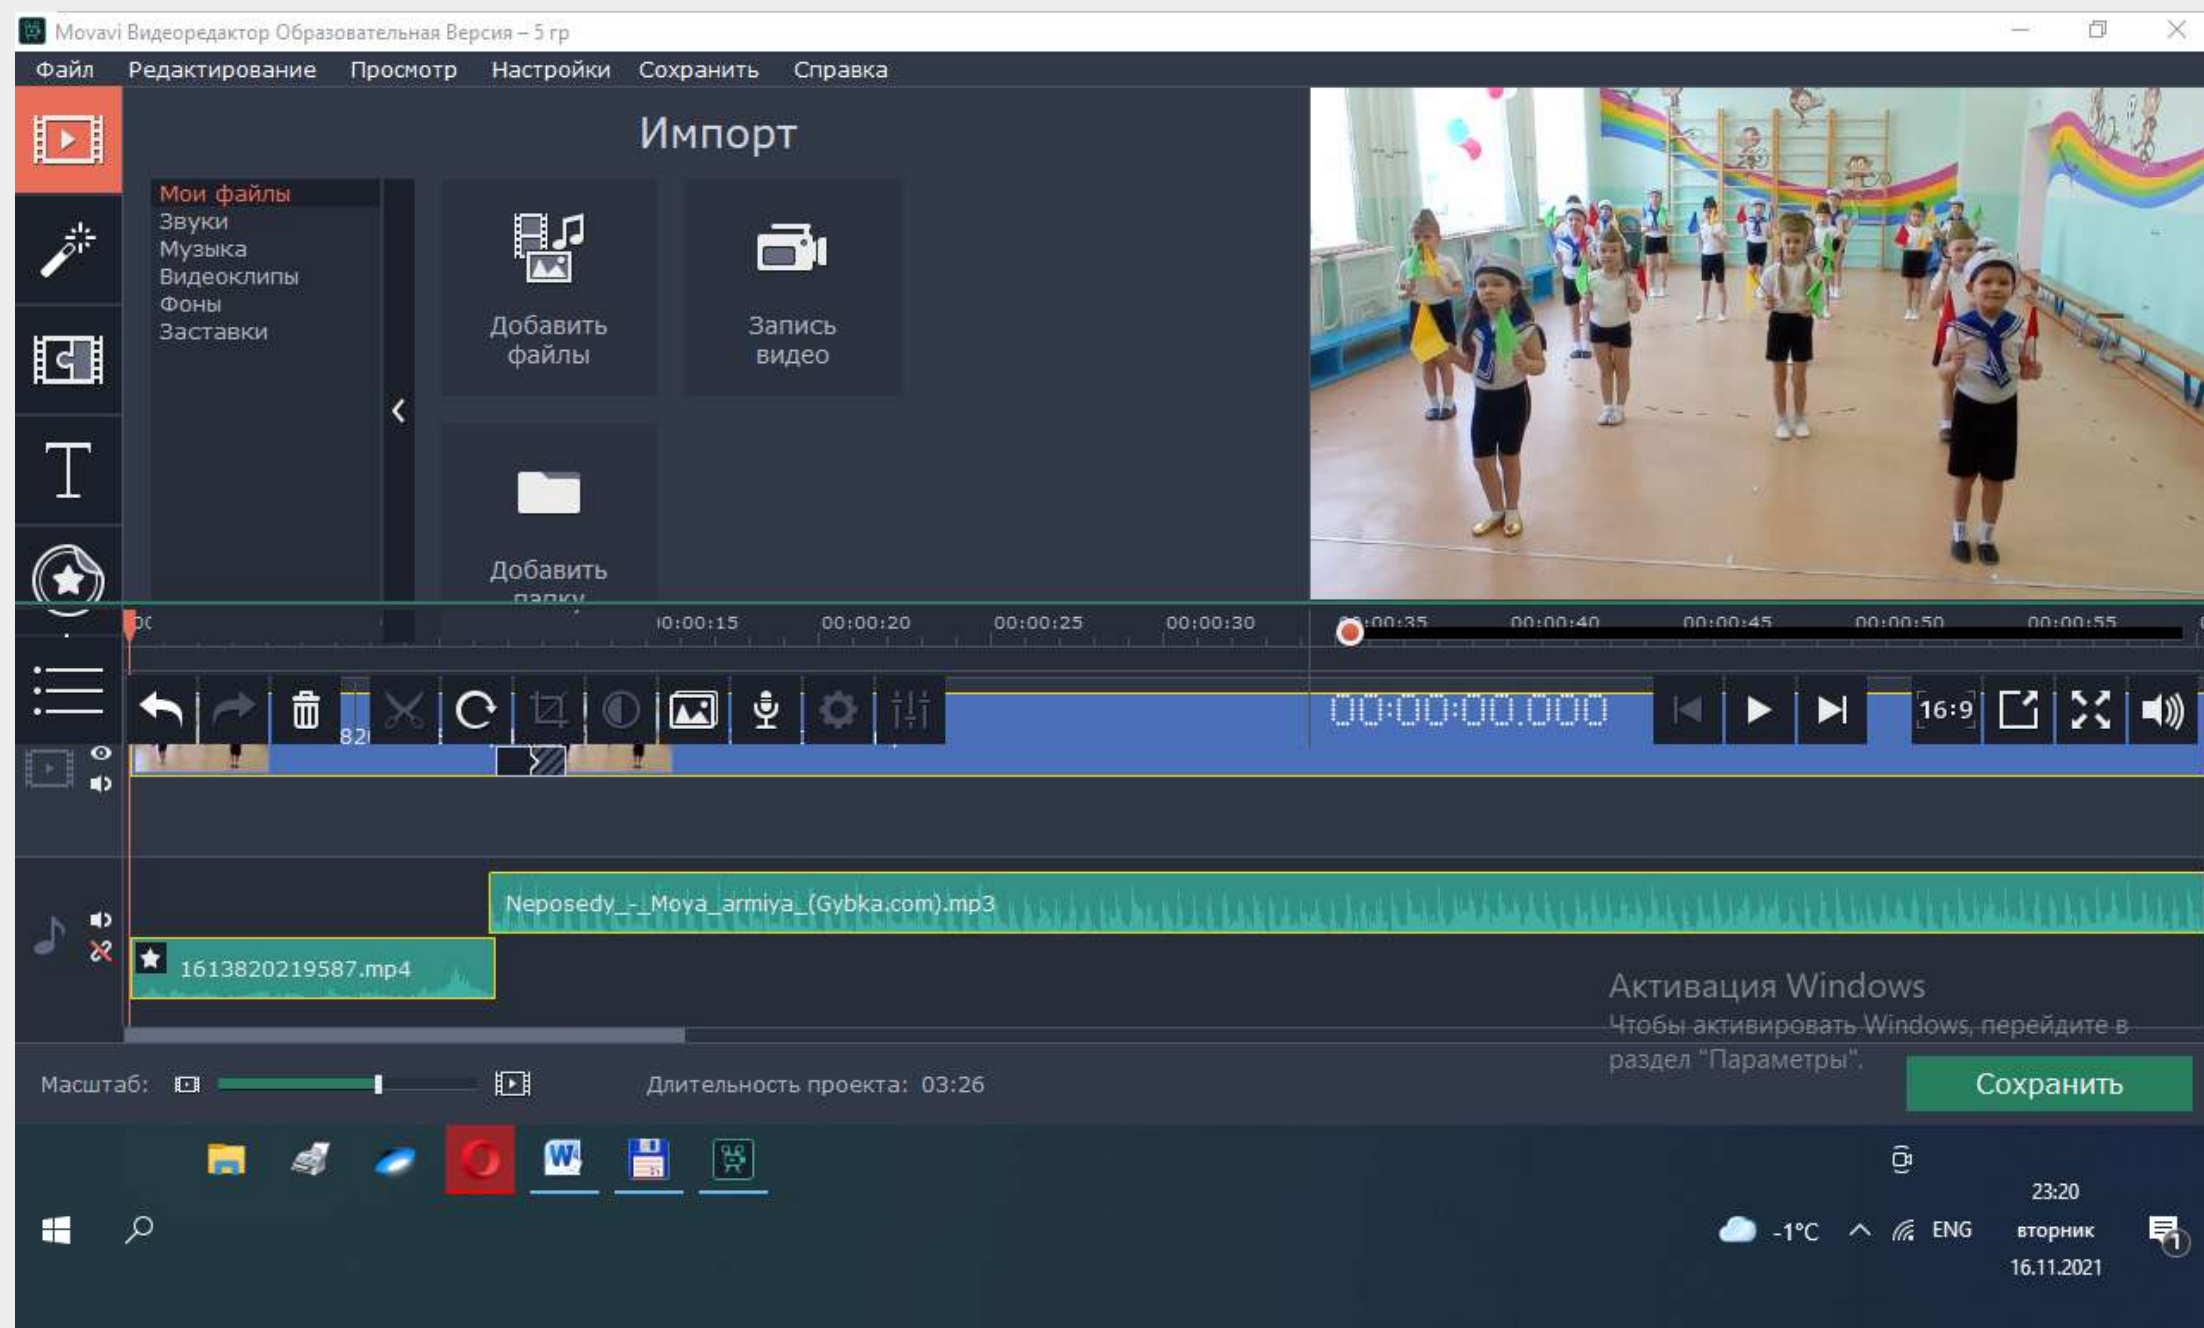 Movavi Видеоредактор Образовательная Версия – 5 гр
Файл Редактирование Просмотр Настройки Сохранить Справка
Импорт
Мои файлы
Звуки
Музыка
Видеоклипы
Фоны
Заставки
Добавить
файлы
Запись
видео
Добавить
папку
00:00:20 00:00:25 00:00:30 00:00:40 00:00:45 00:00:50 00:00:55
00:00:00.000
16:9
Neposedy_-_Moya_armiya_(Gybka.com).mp3
1613820219587.mp4
Активация Windows
Чтобы активировать Windows, перейдите в
раздел "Параметры".
Масштаб: Длительность проекта: 03:26
Сохранить
23:20
-1°C ENG вторник
16.11.2021
1